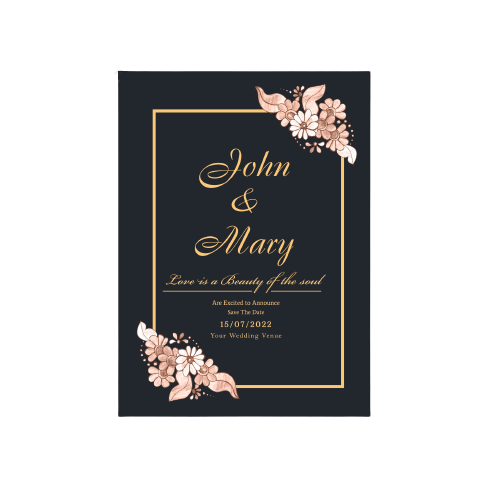 John
&
Mary
Love is a Beauty of the soul
Are Excited to Announce
Save The Date
15/07/2022
Your Wedding Venue